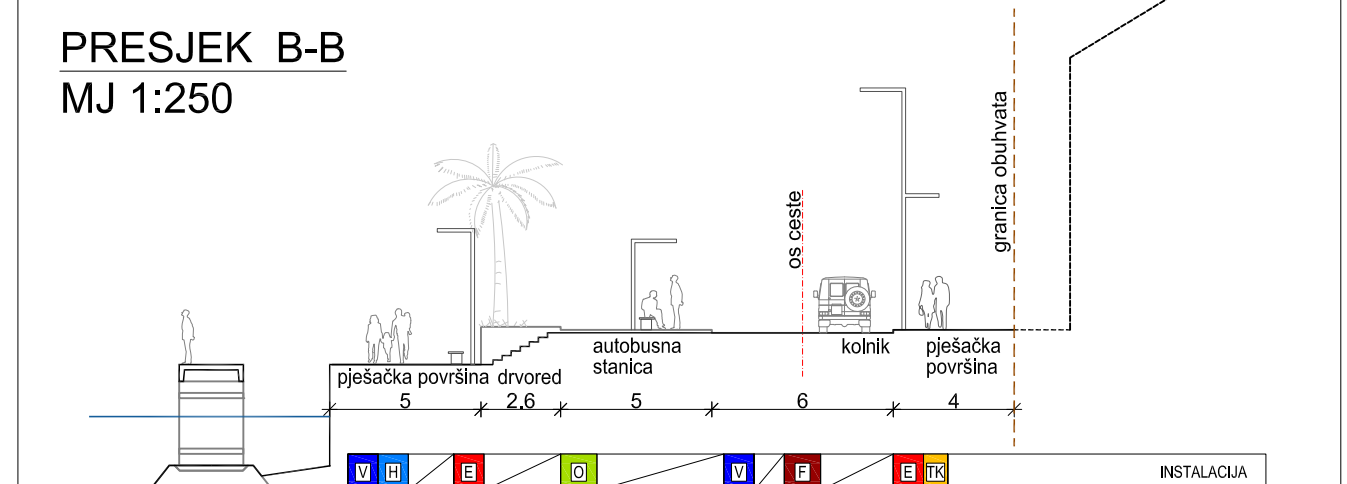 PRESJEK B-B
MJ 1:250
granica obuhvata
os ceste
autobusna
stanica
kolnik
pješačka
površina
pješačka površina
drvored
5
2.6
5
6
4
V H E O V F E TK
INSTALACIJA